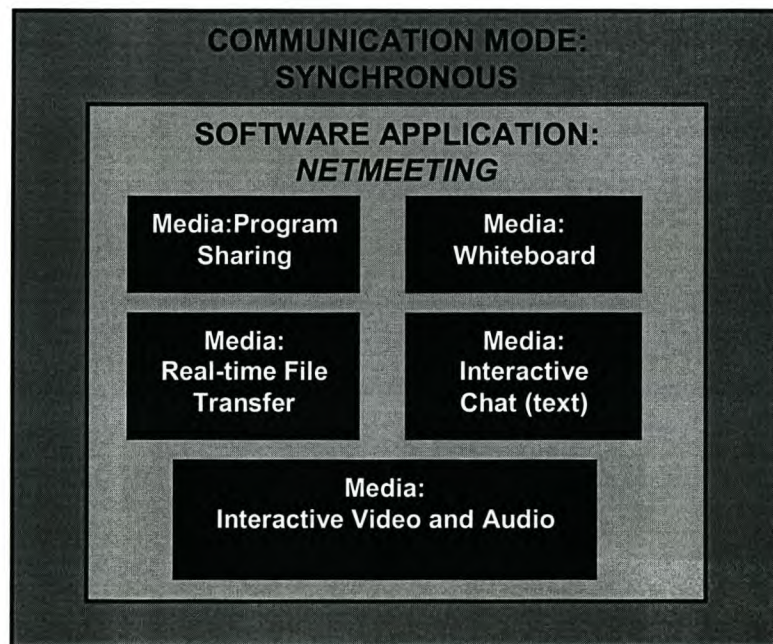 COMMUNICATION MODE:
SYNCHRONOUS
SOFTWARE APPLICATION:
NETMEETING
Media:Program
Sharing
Media:
Whiteboard
Media:
Real-time File
Transfer
Media:
Interactive
Chat (text)
Media:
Interactive Video and Audio